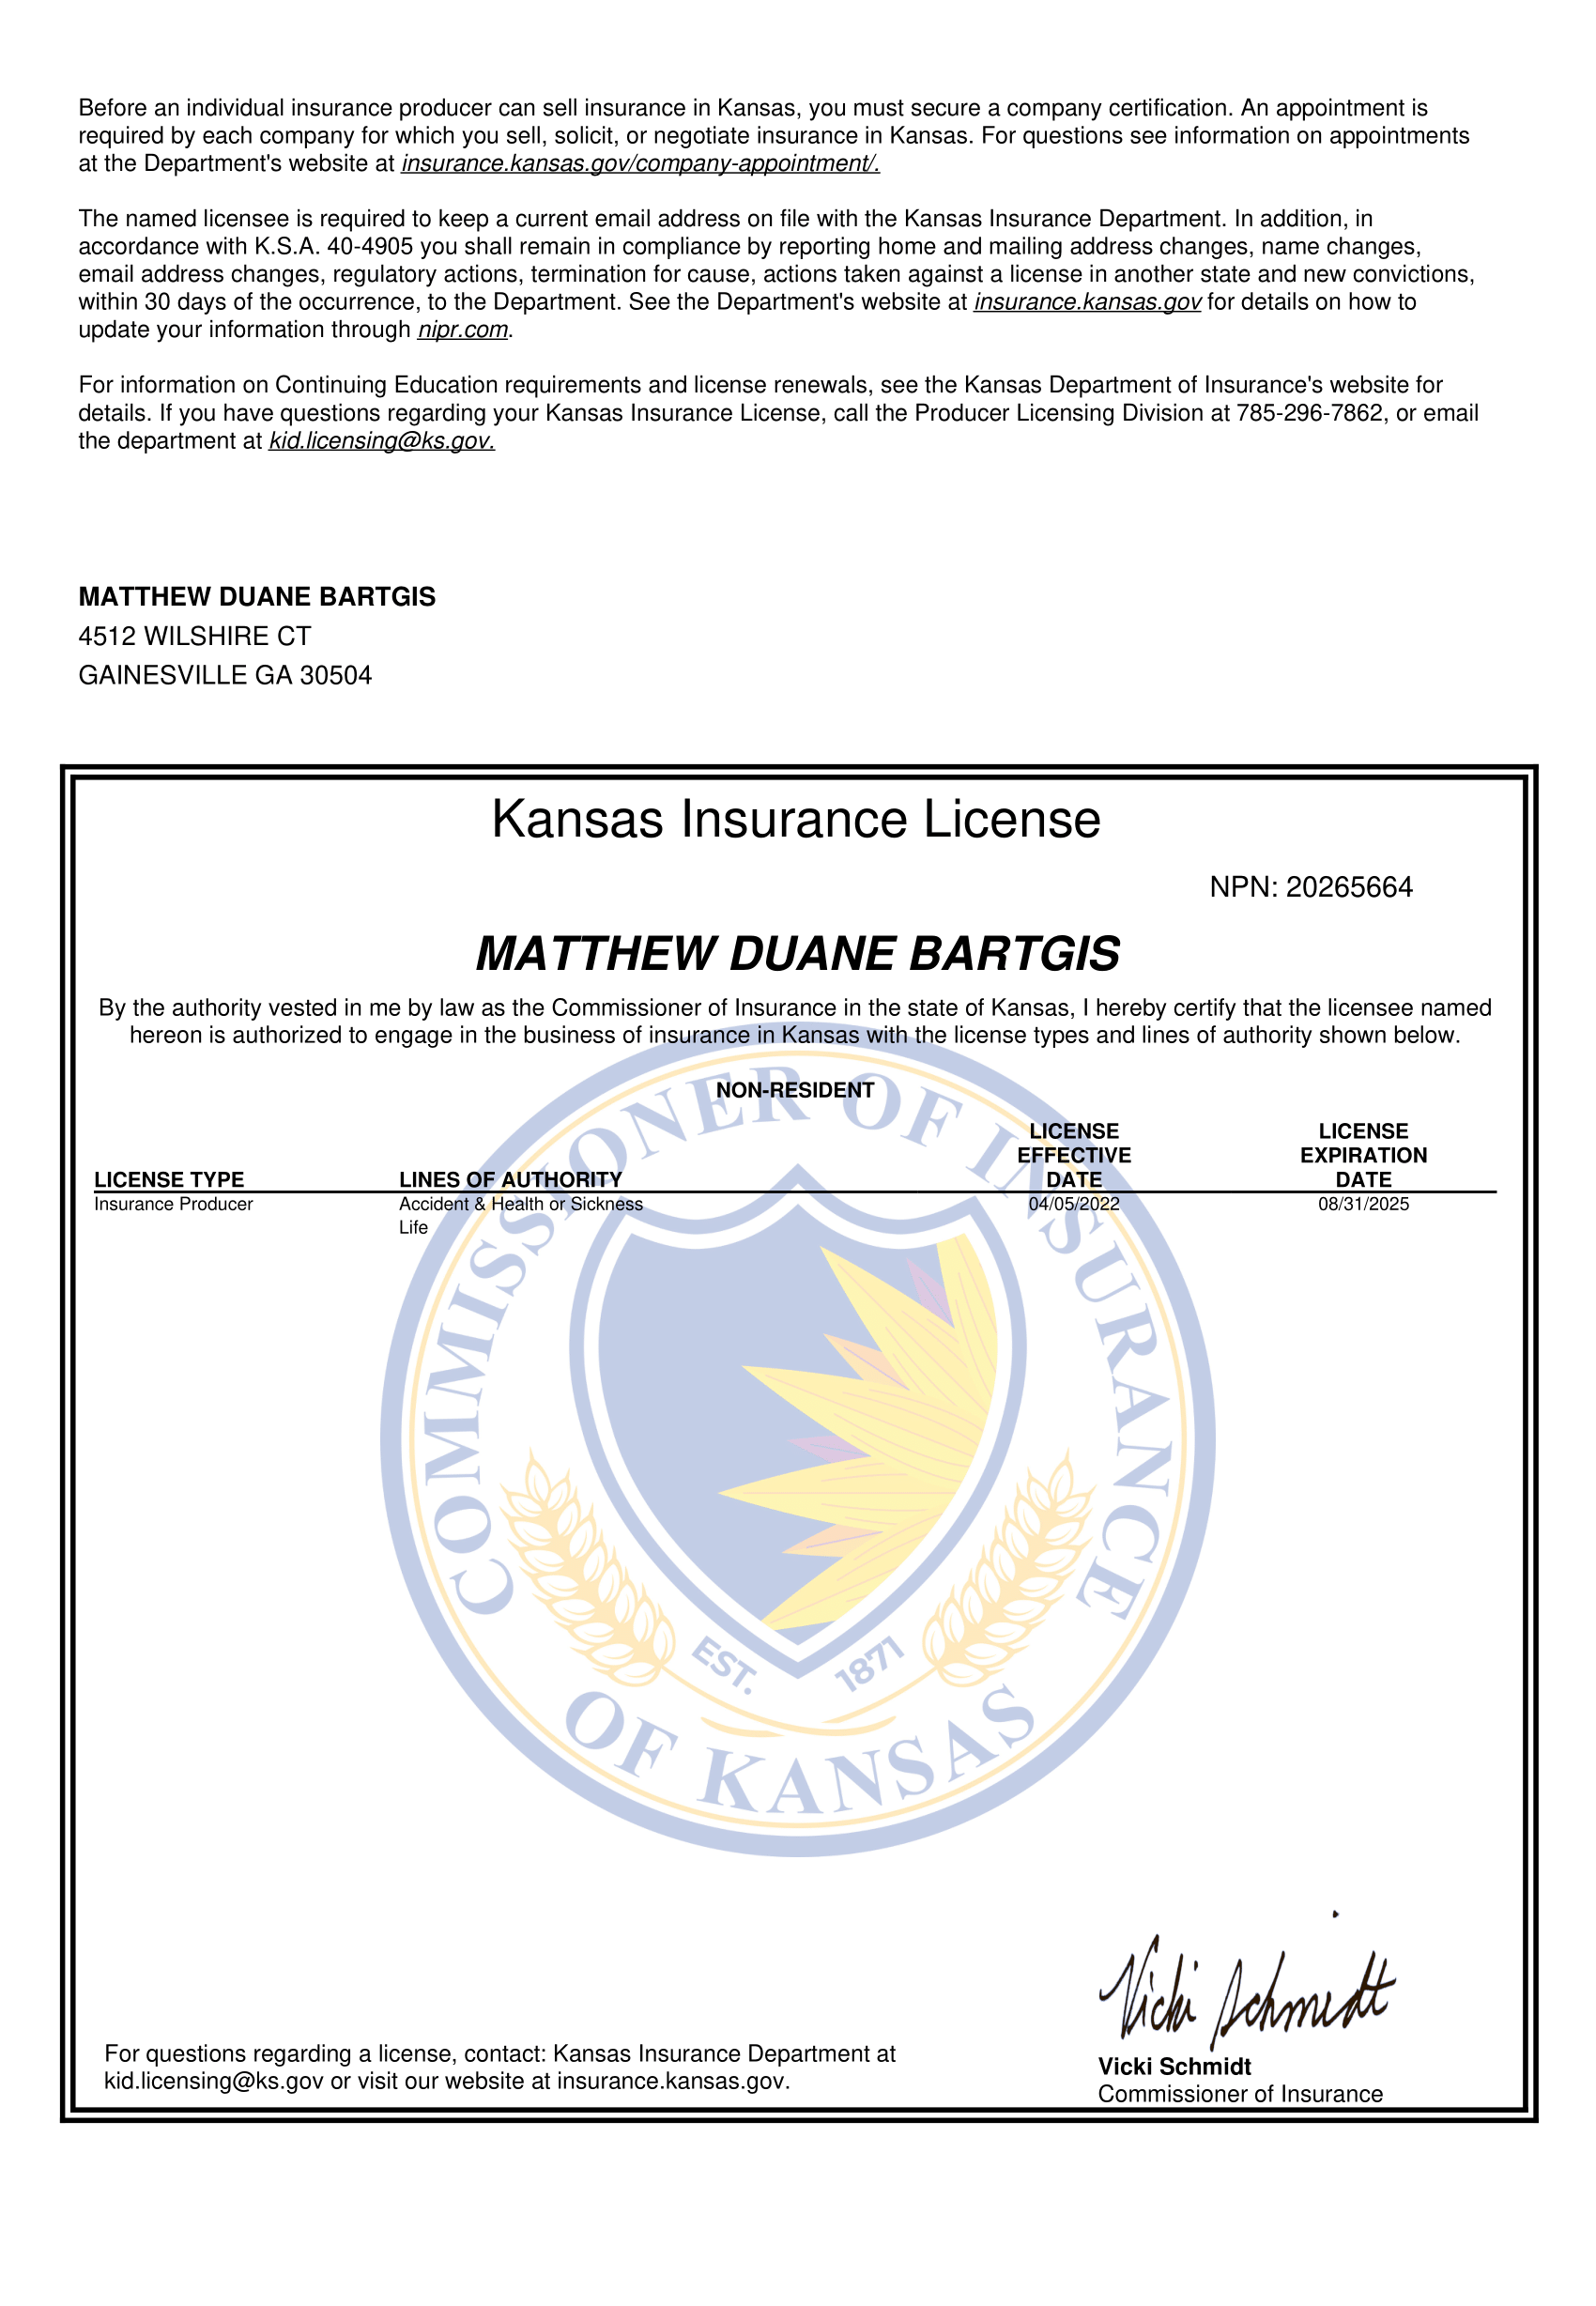 Before an individual insurance producer can sell insurance in Kansas, you must secure a company certification. An appointment is
required by each company for which you sell, solicit, or negotiate insurance in Kansas. For questions see information on appointments
at the Department's website at insurance.kansas.gov/company-appointment/.
The named licensee is required to keep a current email address on file with the Kansas Insurance Department. In addition, in
accordance with K.S.A. 40-4905 you shall remain in compliance by reporting home and mailing address changes, name changes,
email address changes, regulatory actions, termination for cause, actions taken against a license in another state and new convictions,
within 30 days of the occurrence, to the Department. See the Department's website at insurance.kansas.gov for details on how to
update your information through nipr.com.
For information on Continuing Education requirements and license renewals, see the Kansas Department of Insurance's website for
details. If you have questions regarding your Kansas Insurance License, call the Producer Licensing Division at 785-296-7862, or email
the department at kid.licensing@ks.gov.
MATTHEW DUANE BARTGIS
4512 WILSHIRE CT
GAINESVILLE GA 30504
Kansas Insurance License
NPN: 20265664
MATTHEW DUANE BARTGIS
By the authority vested in me by law as the Commissioner of Insurance in the state of Kansas, I hereby certify that the licensee named
hereon is authorized to engage in the business of insurance in Kansas with the license types and lines of authority shown below.
NON-RESIDENT
LICENSE TYPE LINES OF AUTHORITY LICENSE EFFECTIVE DATE LICENSE EXPIRATION DATE
Insurance Producer Accident & Health or Sickness 04/05/2022 08/31/2025
Life
COMMISSIONER OF INSURANCE
EST. 1871
OF KANSAS
Vicki Schmidt
For questions regarding a license, contact: Kansas Insurance Department at
kid.licensing@ks.gov or visit our website at insurance.kansas.gov.
Vicki Schmidt
Commissioner of Insurance